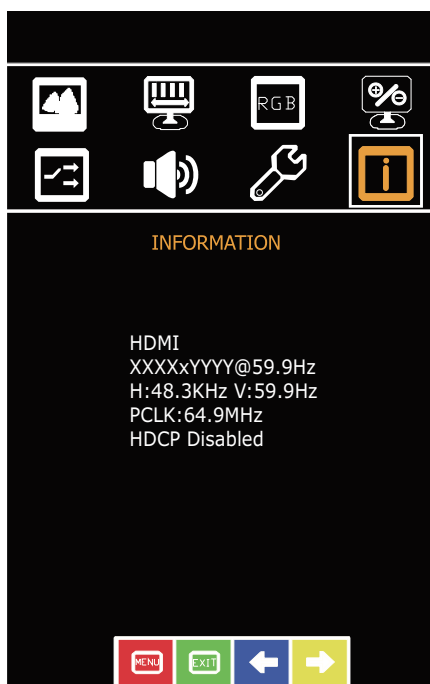 RGB
i
INFORMATION
HDMI
XXXXxYYYY@59.9Hz
H:48.3KHz V:59.9Hz
PCLK:64.9MHz
HDCP Disabled
MENU EXIT